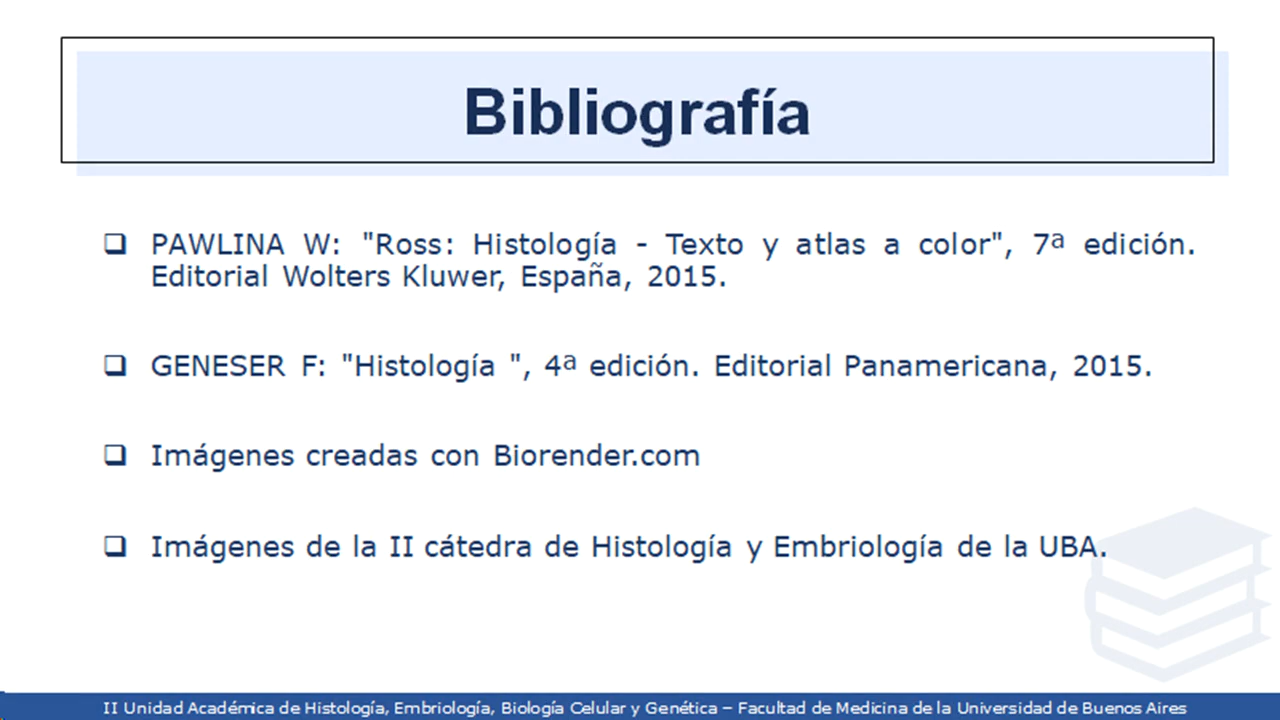 Bibliografía
❑ PAWLINA W: "Ross: Histología - Texto y atlas a color", 7ª edición.
Editorial Wolters Kluwer, España, 2015.
❑ GENESER F: "Histología ", 4ª edición. Editorial Panamericana, 2015.
❑ Imágenes creadas con Biorender.com
❑ Imágenes de la II cátedra de Histología y Embriología de la UBA.
II Unidad Académica de Histología, Embriología, Biología Celular y Genética – Facultad de Medicina de la Universidad de Buenos Aires